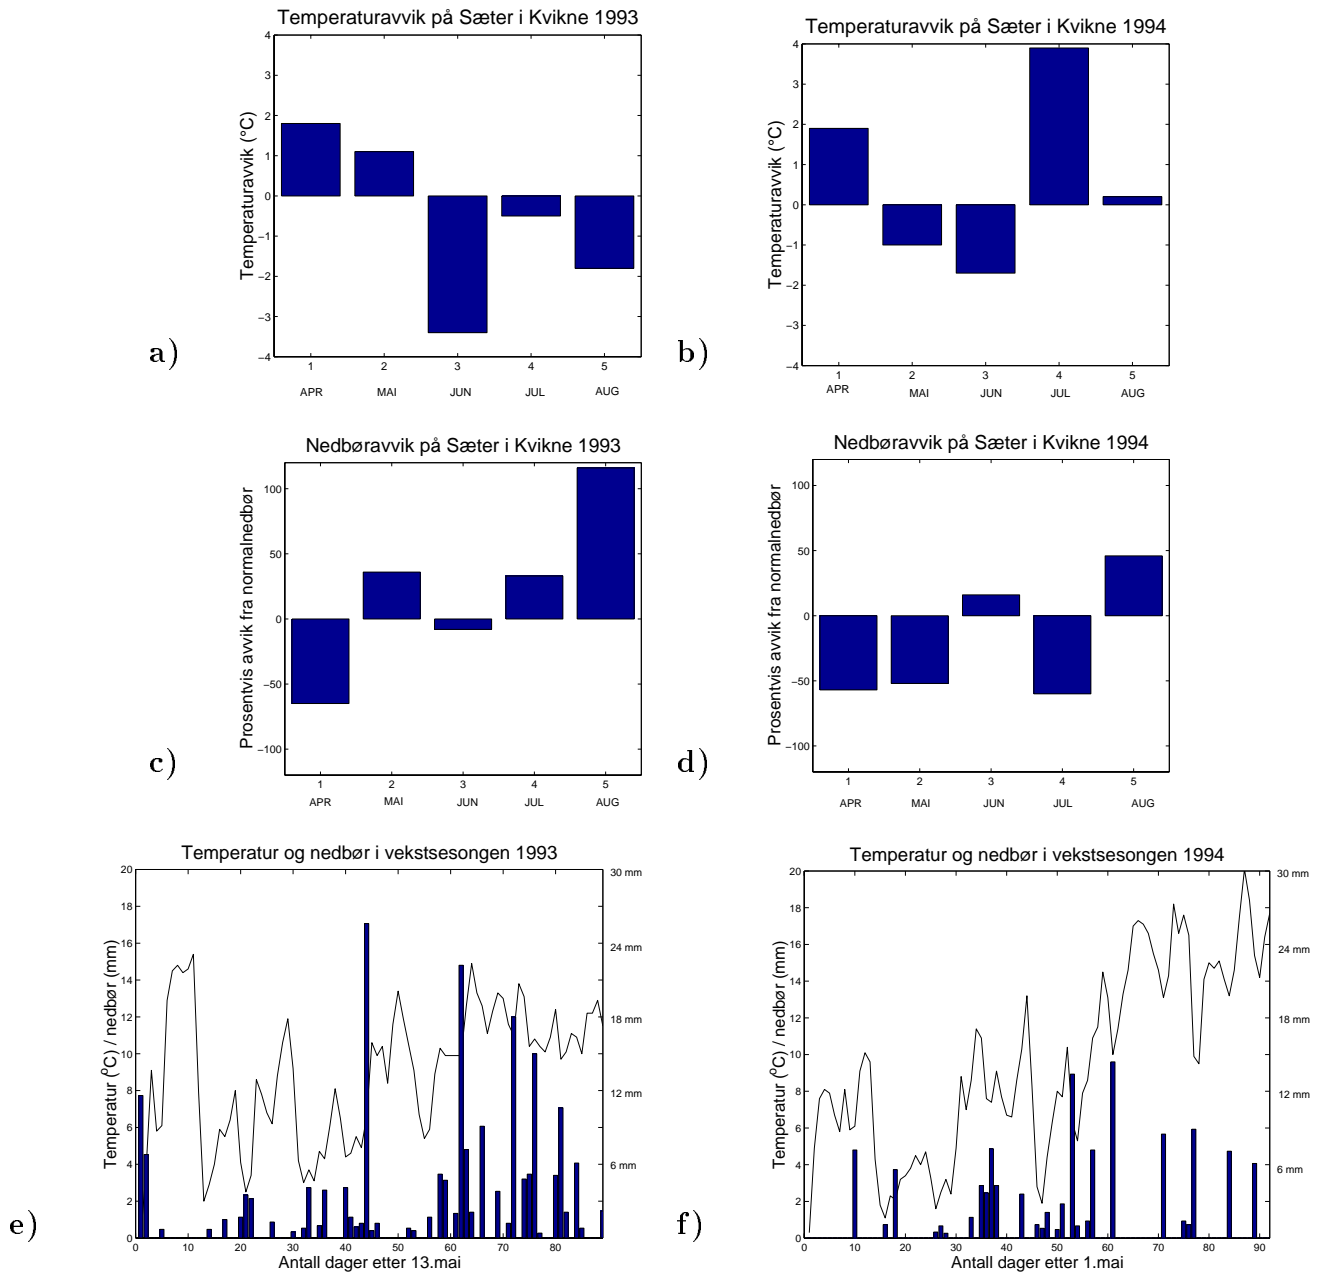 Temperaturavvik på Sæter i Kvikne 1993
4
3
2
1
0
−1
−2
−3
−4
Temperaturavvik (°C)
1 2 3 4 5
APR MAI JUN JUL AUG
a)
Temperaturavvik på Sæter i Kvikne 1994
4
3
2
1
0
−1
−2
−3
−4
Temperaturavvik (°C)
1 2 3 4 5
APR MAI JUN JUL AUG
b)
Nedbøravvik på Sæter i Kvikne 1993
100
50
0
−50
−100
Prosentvis avvik fra normalnedbør
1 2 3 4 5
APR MAI JUN JUL AUG
c)
Nedbøravvik på Sæter i Kvikne 1994
100
50
0
−50
−100
Prosentvis avvik fra normalnedbør
1 2 3 4 5
APR MAI JUN JUL AUG
d)
Temperatur og nedbør i vekstsesongen 1993
20
18
16
14
12
10
8
6
4
2
0
Temperatur (⁰C) / nedbør (mm)
30 mm
24 mm
18 mm
12 mm
6 mm
0 10 20 30 40 50 60 70 80
Antall dager etter 13.mai
e)
Temperatur og nedbør i vekstsesongen 1994
20
18
16
14
12
10
8
6
4
2
0
Temperatur (⁰C) / nedbør (mm)
30 mm
24 mm
18 mm
12 mm
6 mm
0 10 20 30 40 50 60 70 80 90
Antall dager etter 1.mai
f)